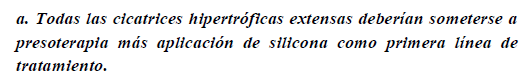 a. Todas las cicatrices hipertróficas extensas deberían someterse a
presoterapia más aplicación de silicona como primera línea de
tratamiento.